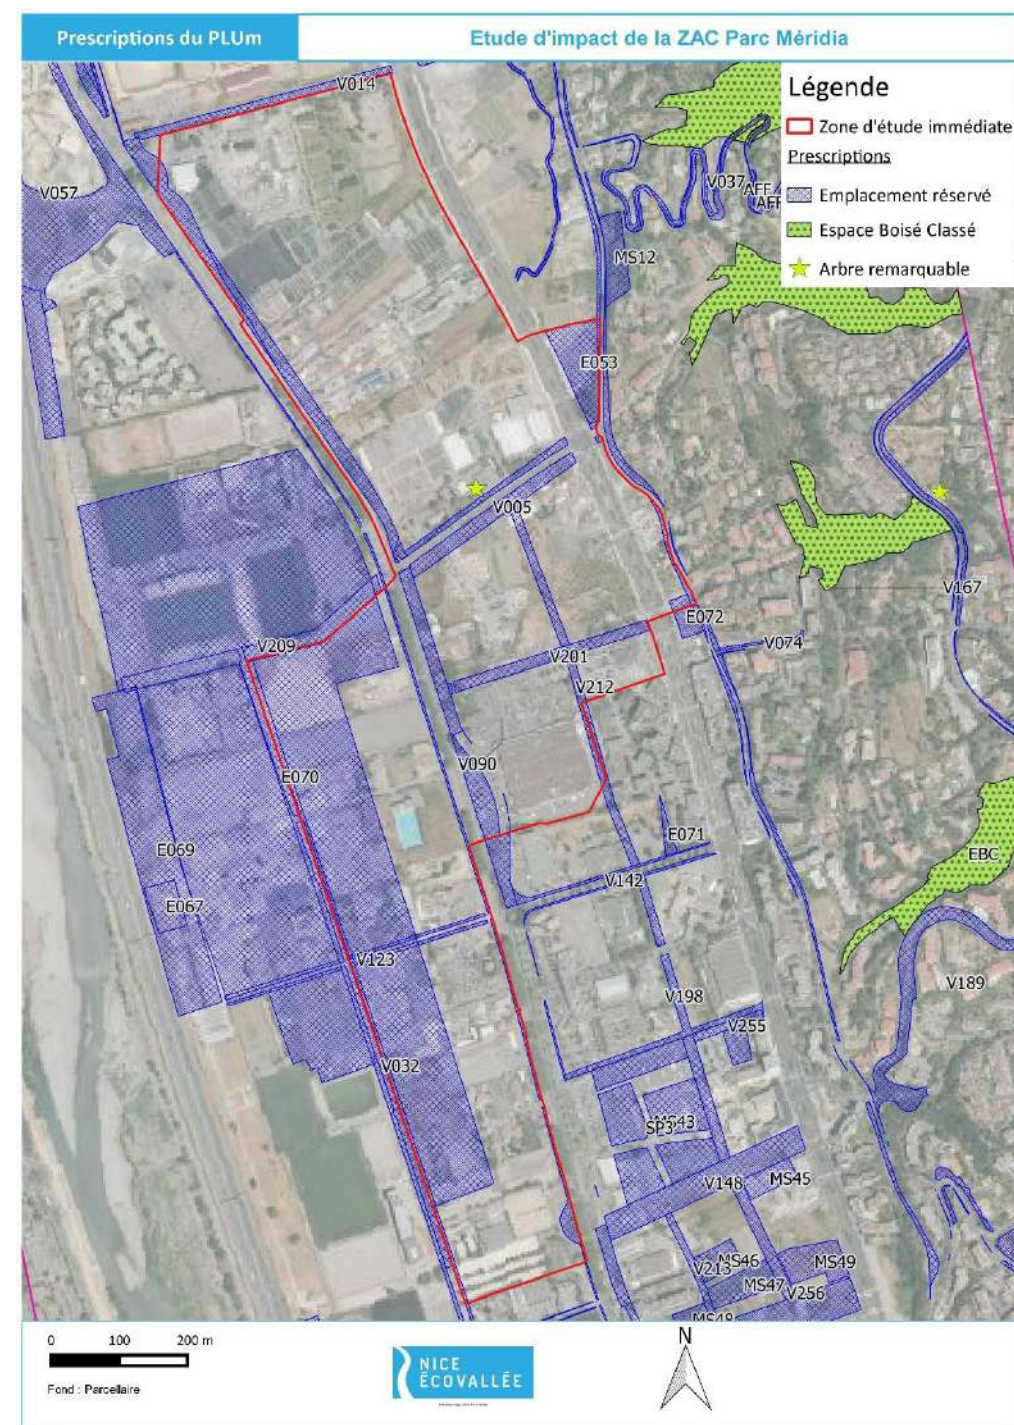 Prescriptions du PLUm
Etude d'impact de la ZAC Parc Méridia
Légende
Zone d'étude immédiate
Prescriptions
Emplacement réservé
Espace Boisé Classé
Arbre remarquable
V014
V057
V037
AFF
AFF
MS12
E053
V005
V167
E072
V074
V209
V201
V212
V090
E070
E071
E069
V142
EBC
E067
V123
V189
V198
V255
V032
MS43
SP3
V148
MS45
MS46
V213
MS49
MS47
V256
MS48
0 100 200 m
Fond : Parcellaire
NICE
ÉCOVALLÉE
N